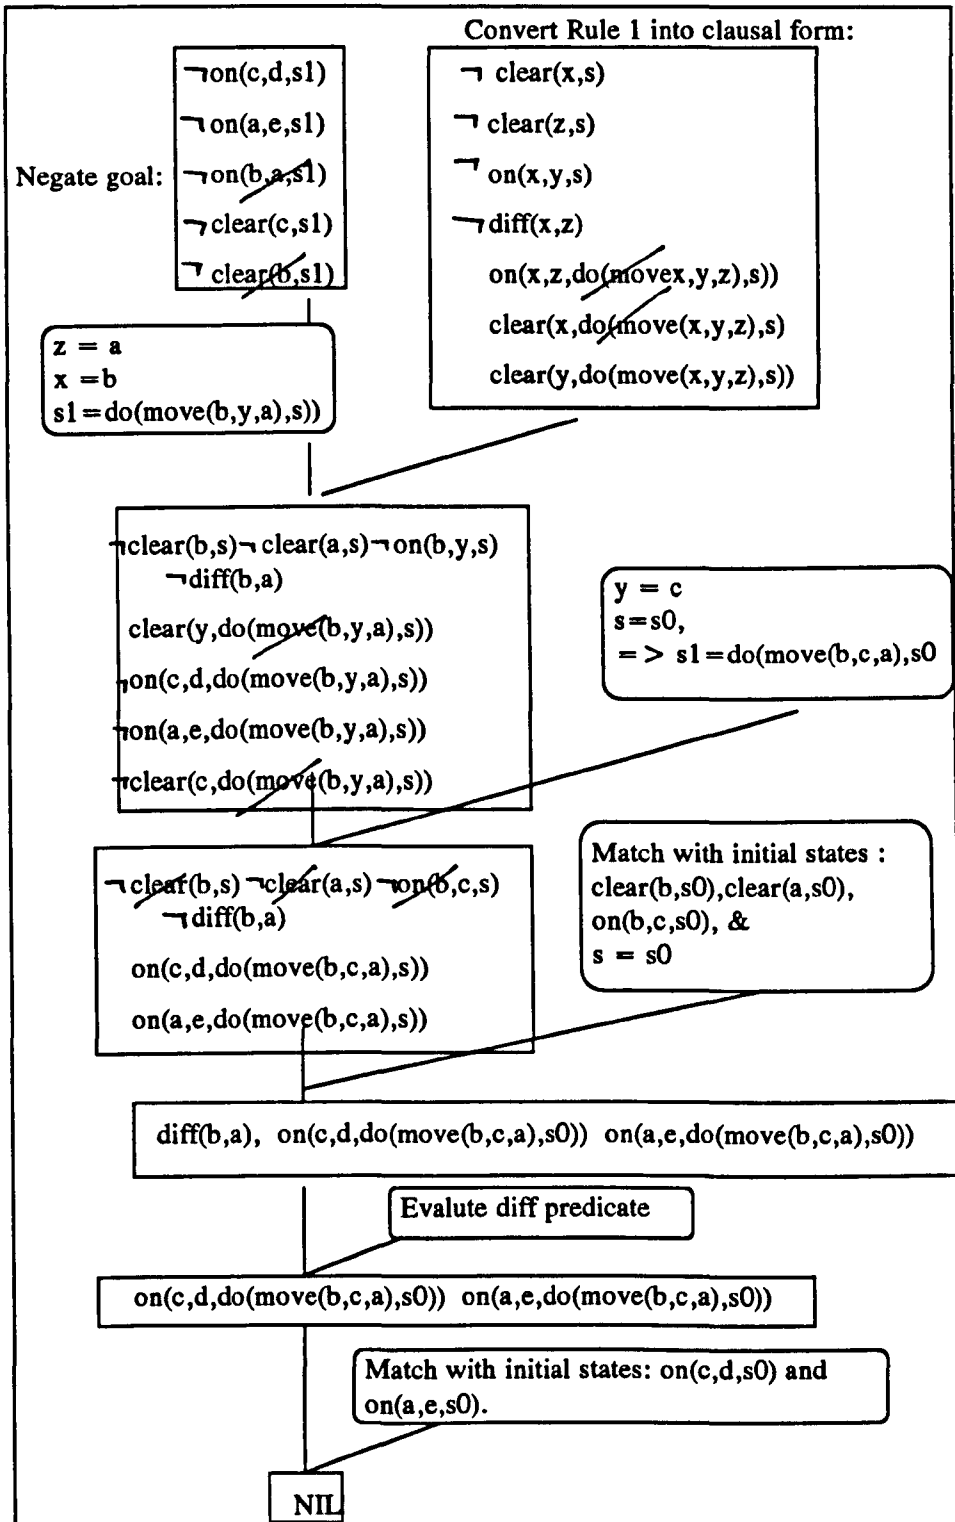 Convert Rule 1 into clausal form:
Negate goal:
¬on(c,d,s1)
¬on(a,e,s1)
¬on(b,a,s1)
¬clear(c,s1)
¬clear(b,s1)
¬ clear(x,s)
¬ clear(z,s)
¬ on(x,y,s)
¬diff(x,z)
on(x,z,do(movex,y,z),s))
clear(x,do(move(x,y,z),s)
clear(y,do(move(x,y,z),s))
z = a
x =b
s1=do(move(b,y,a),s))
¬clear(b,s)¬ clear(a,s)¬on(b,y,s)
¬diff(b,a)
clear(y,do(move(b,y,a),s))
¬on(c,d,do(move(b,y,a),s))
¬on(a,e,do(move(b,y,a),s))
¬clear(c,do(move(b,y,a),s))
y = c
s=s0,
= > s1=do(move(b,c,a),s0
¬clear(b,s) ¬clear(a,s) ¬on(b,c,s)
¬diff(b,a)
on(c,d,do(move(b,c,a),s))
on(a,e,do(move(b,c,a),s))
Match with initial states :
clear(b,s0),clear(a,s0),
on(b,c,s0), &
s = s0
diff(b,a), on(c,d,do(move(b,c,a),s0)) on(a,e,do(move(b,c,a),s0))
Evalute diff predicate
on(c,d,do(move(b,c,a),s0)) on(a,e,do(move(b,c,a),s0))
Match with initial states: on(c,d,s0) and
on(a,e,s0).
NIL